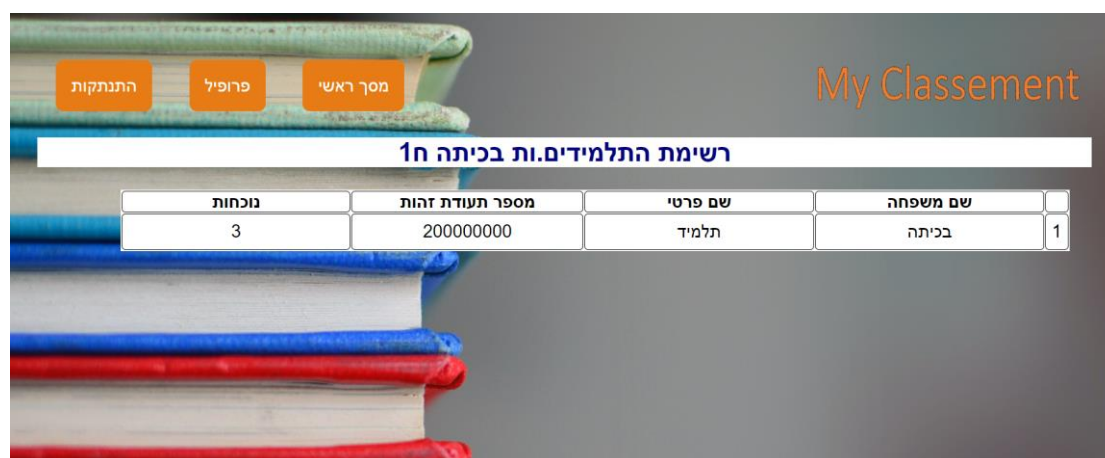 My Classement
מסך ראשי
פרופיל
התנתקות
רשימת התלמידים.ות בכיתה ח1
שם משפחה שם פרטי מספר תעודת זהות נוכחות
1 בכיתה תלמיד 200000000 3